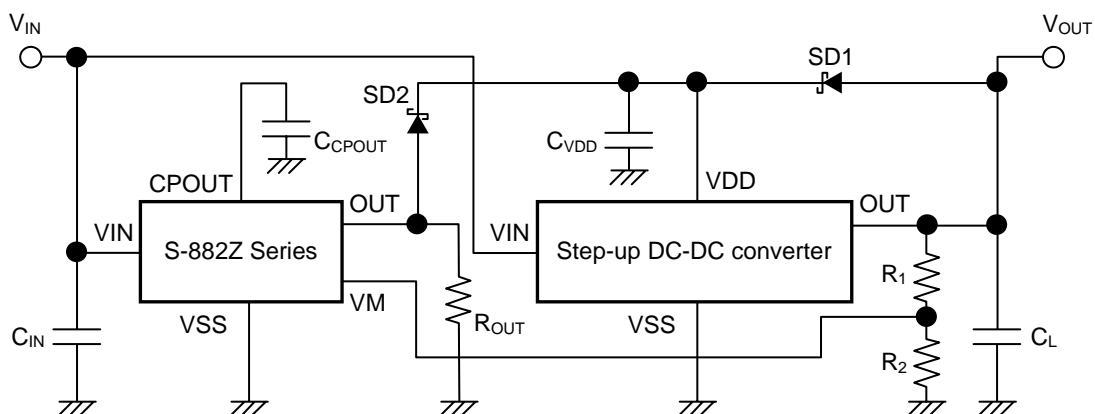 VIN
VOUT
SD1
SD2
CCPOUT
CVDD
CPOUT
VDD
OUT
OUT
VIN
S-882Z Series
VIN
Step-up DC-DC converter
R1
VM
VSS
ROUT
VSS
CIN
R2
CL